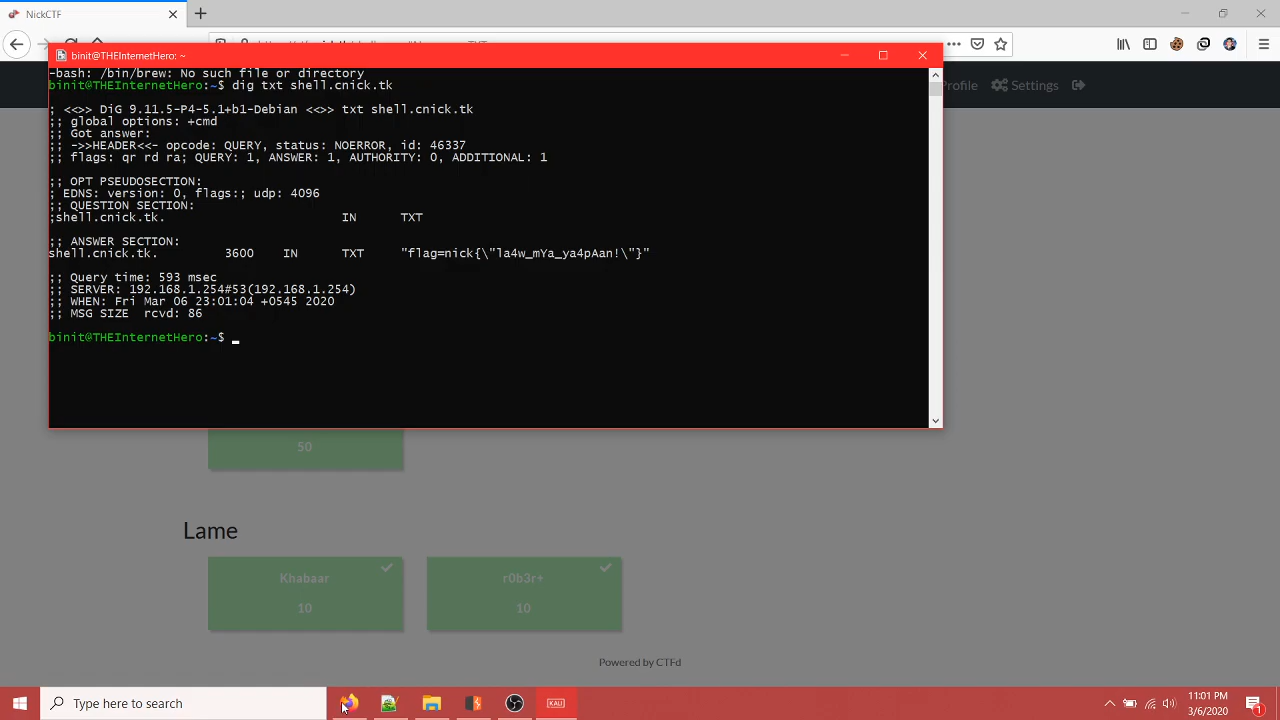 NickCTF
binit@THEInternetHero: ~
-bash: /bin/brew: No such file or directory
binit@THEInternetHero:~$ dig txt shell.cnick.tk
; <<>> DiG 9.11.5-P4-5.1+b1-Debian <<>> txt shell.cnick.tk
;; global options: +cmd
;; Got answer:
;; ->>HEADER<<- opcode: QUERY, status: NOERROR, id: 46337
;; flags: qr rd ra; QUERY: 1, ANSWER: 1, AUTHORITY: 0, ADDITIONAL: 1
;; OPT PSEUDOSECTION:
; EDNS: version: 0, flags:; udp: 4096
;; QUESTION SECTION:
;shell.cnick.tk. IN TXT
;; ANSWER SECTION:
shell.cnick.tk. 3600 IN TXT "flag=nick{\"la4w_mYa_ya4pAan!\"}"
;; Query time: 593 msec
;; SERVER: 192.168.1.254#53(192.168.1.254)
;; WHEN: Fri Mar 06 23:01:04 +0545 2020
;; MSG SIZE rcvd: 86
binit@THEInternetHero:~$
Profile Settings
50
Lame
Khabaar r0b3r+
10 10
Powered by CTFd
Type here to search
KALI
11:01 PM
3/6/2020
1